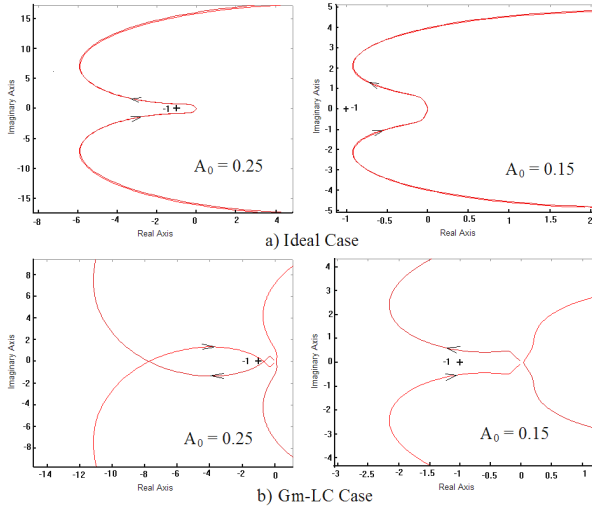 15
10
5
0
-5
-10
-15
Imaginary Axis
-1
A0 = 0.25
-8 -6 -4 -2 0 2 4
Real Axis
5
4
3
2
1
0
-1
-2
-3
-4
-5
Imaginary Axis
-1
A0 = 0.15
-1 -0.5 0 0.5 1 1.5 2
Real Axis
a) Ideal Case
8
6
4
2
0
-2
-4
-6
-8
Imaginary Axis
-1
A0 = 0.25
-14 -12 -10 -8 -6 -4 -2 0
Real Axis
4
3
2
1
0
-1
-2
-3
-4
Imaginary Axis
-1
A0 = 0.15
-3 -2.5 -2 -1.5 -1 -0.5 0 0.5 1
Real Axis
b) Gm-LC Case